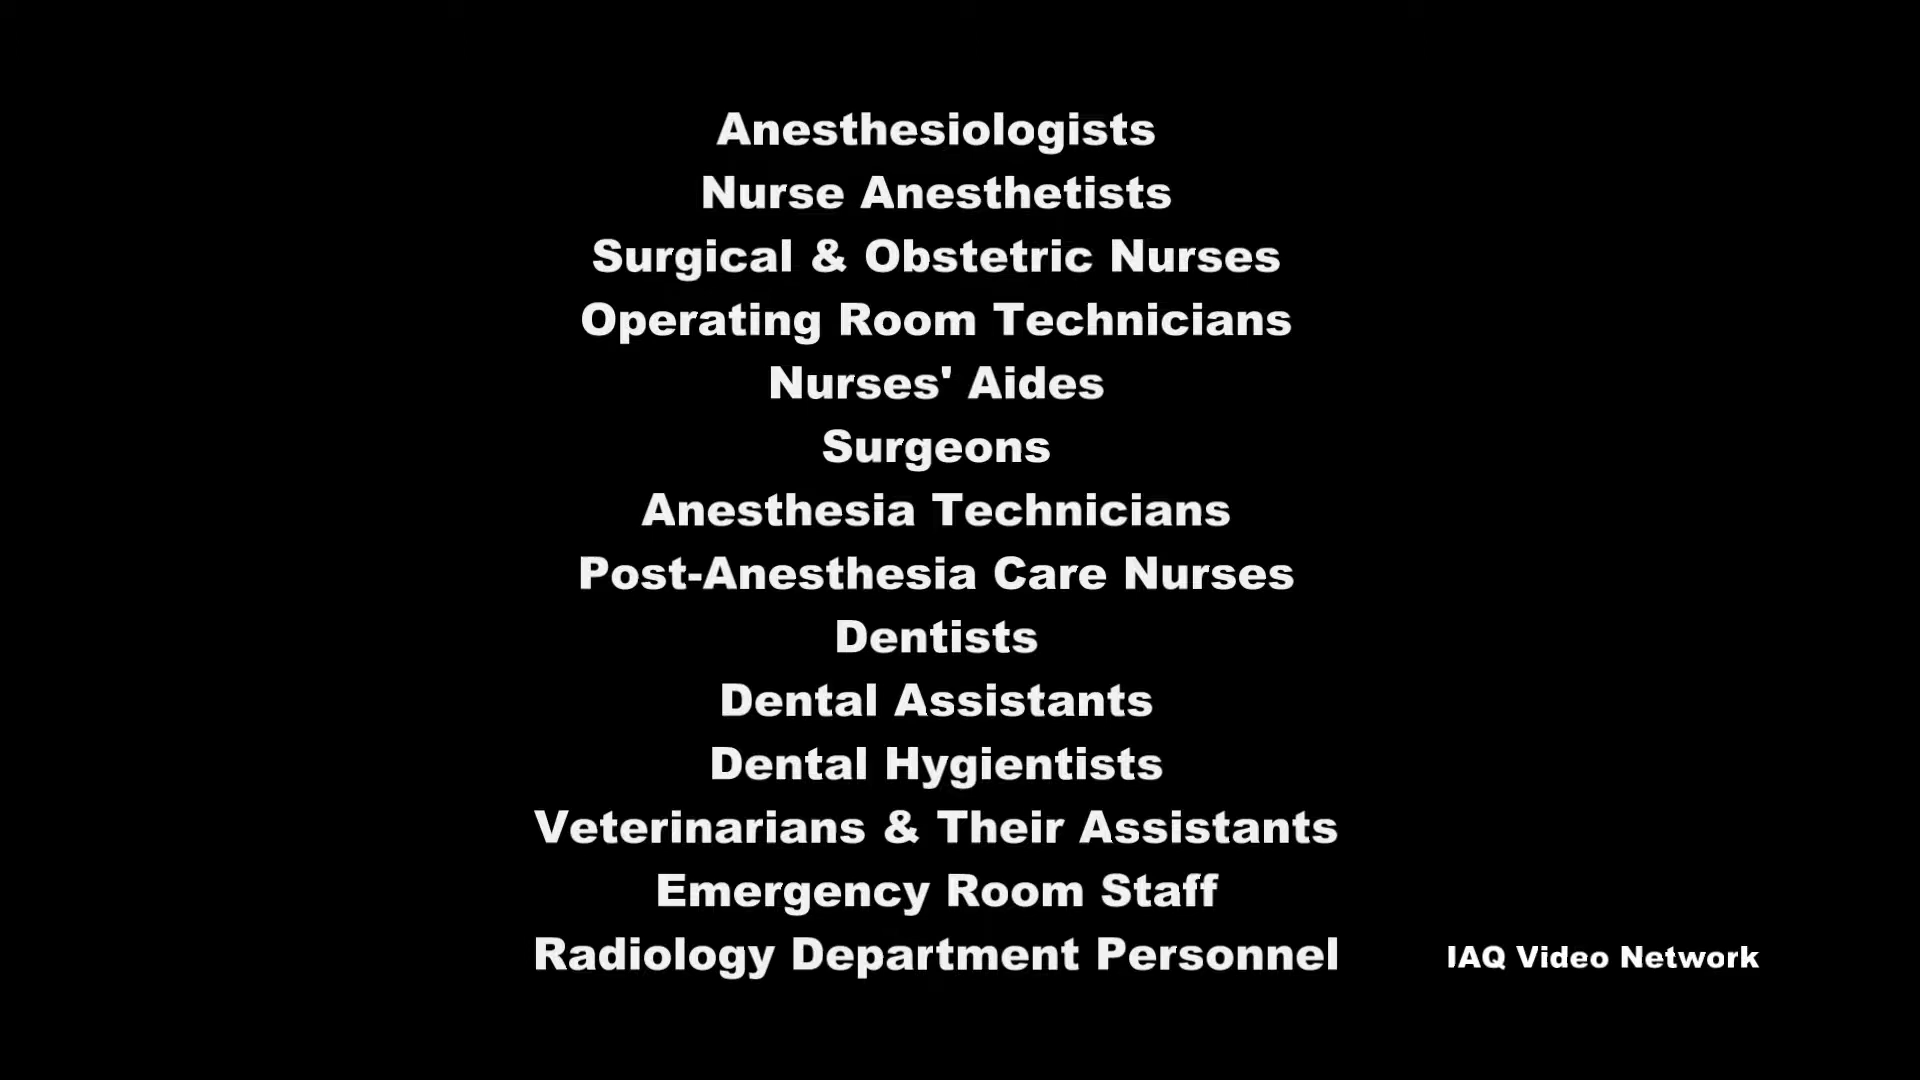 Anesthesiologists
Nurse Anesthetists
Surgical & Obstetric Nurses
Operating Room Technicians
Nurses' Aides
Surgeons
Anesthesia Technicians
Post-Anesthesia Care Nurses
Dentists
Dental Assistants
Dental Hygientists
Veterinarians & Their Assistants
Emergency Room Staff
Radiology Department Personnel
IAQ Video Network